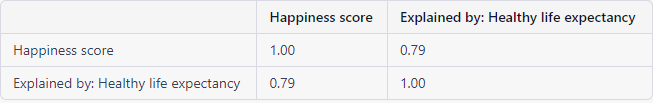 Happiness score Explained by: Healthy life expectancy
Happiness score 1.00 0.79
Explained by: Healthy life expectancy 0.79 1.00